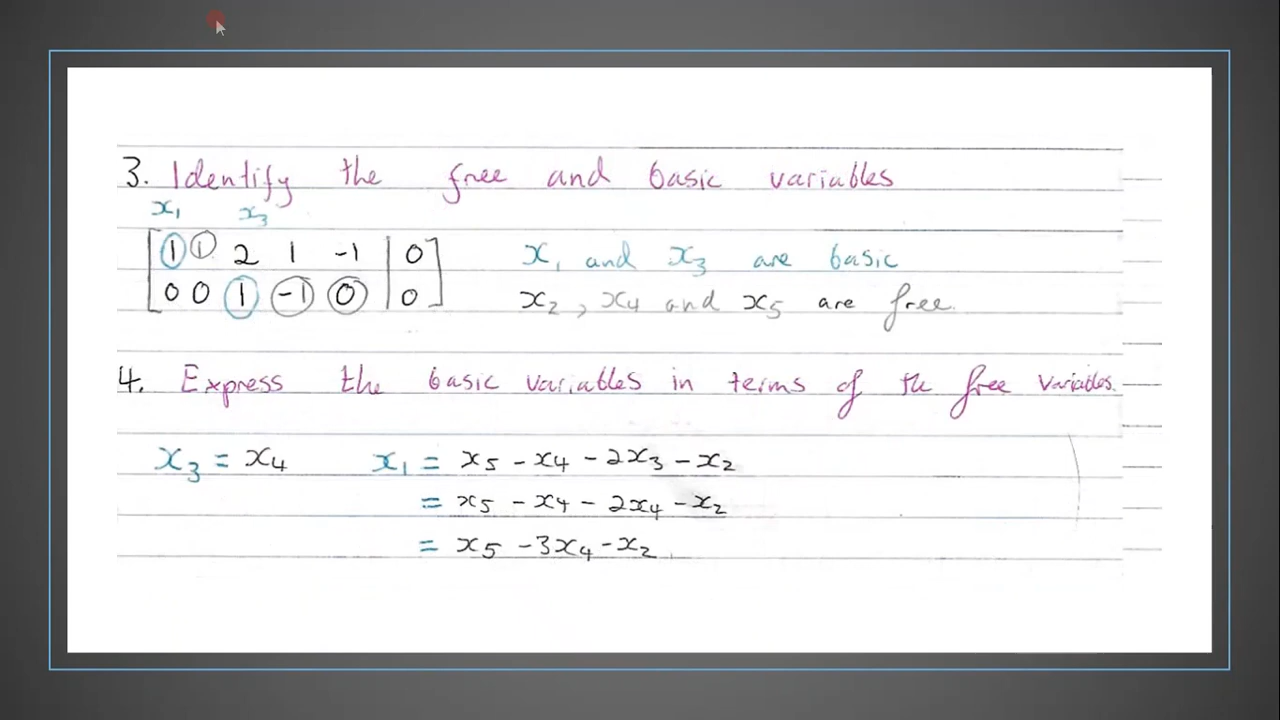 3. Identify the free and basic variables
x₁ x₃
[ 1 1 2 1 -1 | 0 ] x₁ and x₃ are basic
[ 0 0 1 -1 0 | 0 ] x₂, x₄ and x₅ are free.
4. Express the basic variables in terms of the free variables.
x₃ = x₄ x₁ = x₅ - x₄ - 2x₃ - x₂
= x₅ - x₄ - 2x₄ - x₂
= x₅ - 3x₄ - x₂